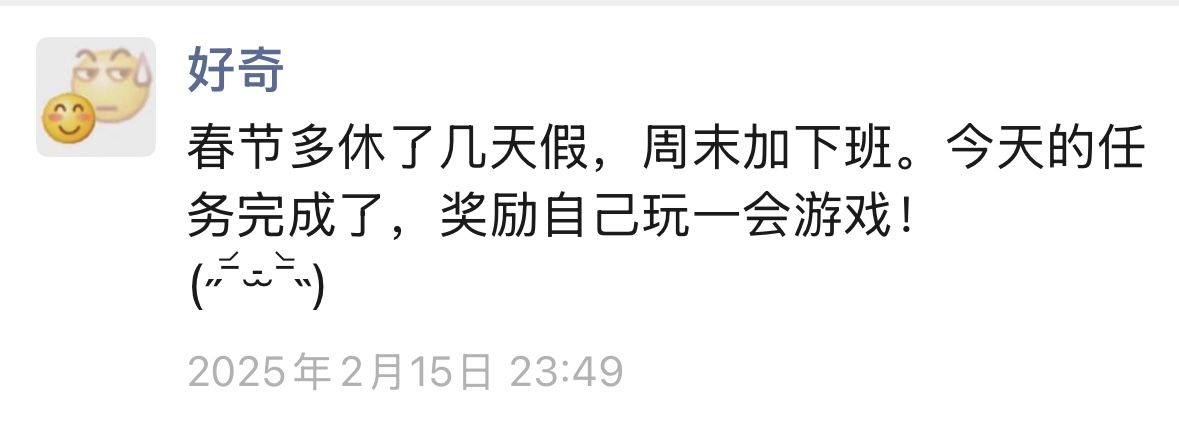 好奇
春节多休了几天假，周末加下班。今天的任
务完成了，奖励自己玩一会游戏！
(˶‾᷄ ⁻̫ ‾᷅˵)
2025年2月15日 23:49